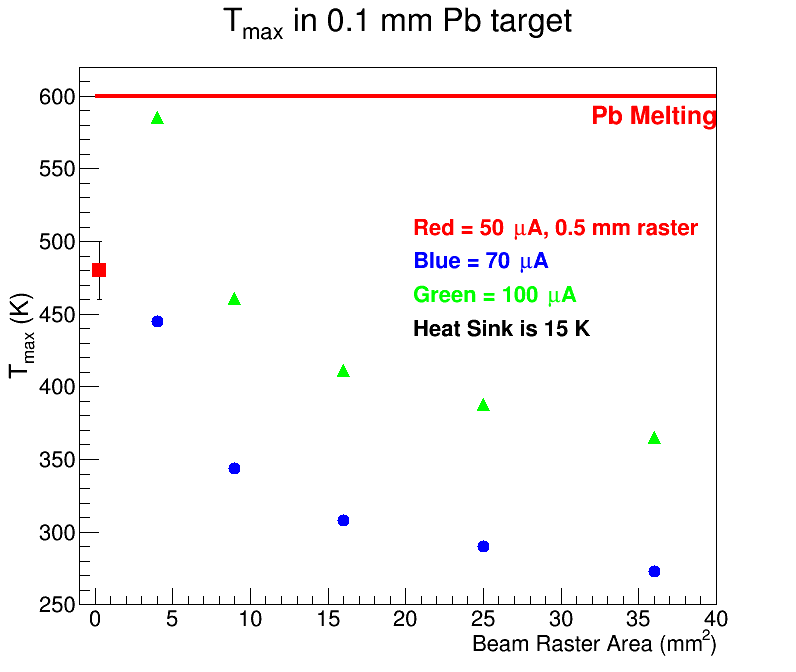 Tmax in 0.1 mm Pb target
600
Pb Melting
550
500
Red = 50 μA, 0.5 mm raster
Blue = 70 μA
Green = 100 μA
Heat Sink is 15 K
450
400
350
300
250
Tmax (K)
0 5 10 15 20 25 30 35 40
Beam Raster Area (mm²)